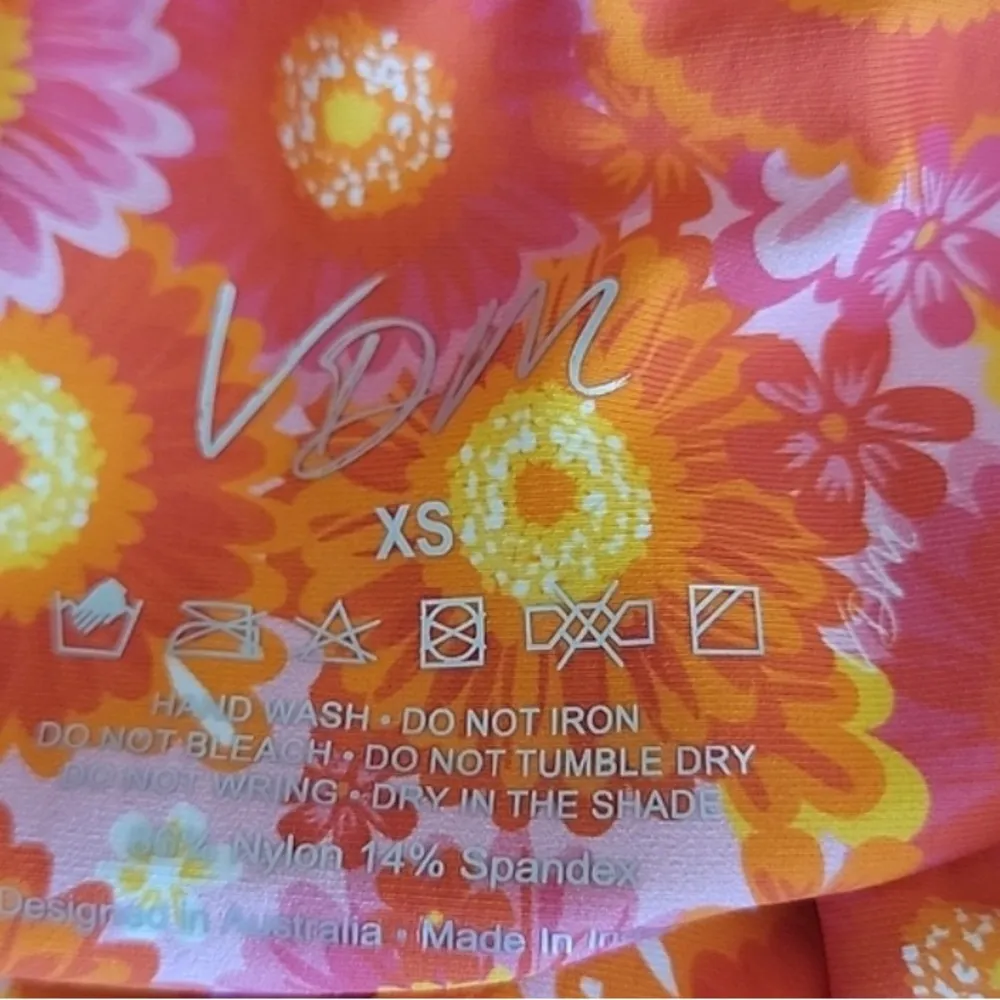 VDM
XS
HAND WASH • DO NOT IRON
DO NOT BLEACH • DO NOT TUMBLE DRY
DO NOT WRING • DRY IN THE SHADE
Nylon 14% Spandex
Designed in Australia • Made In